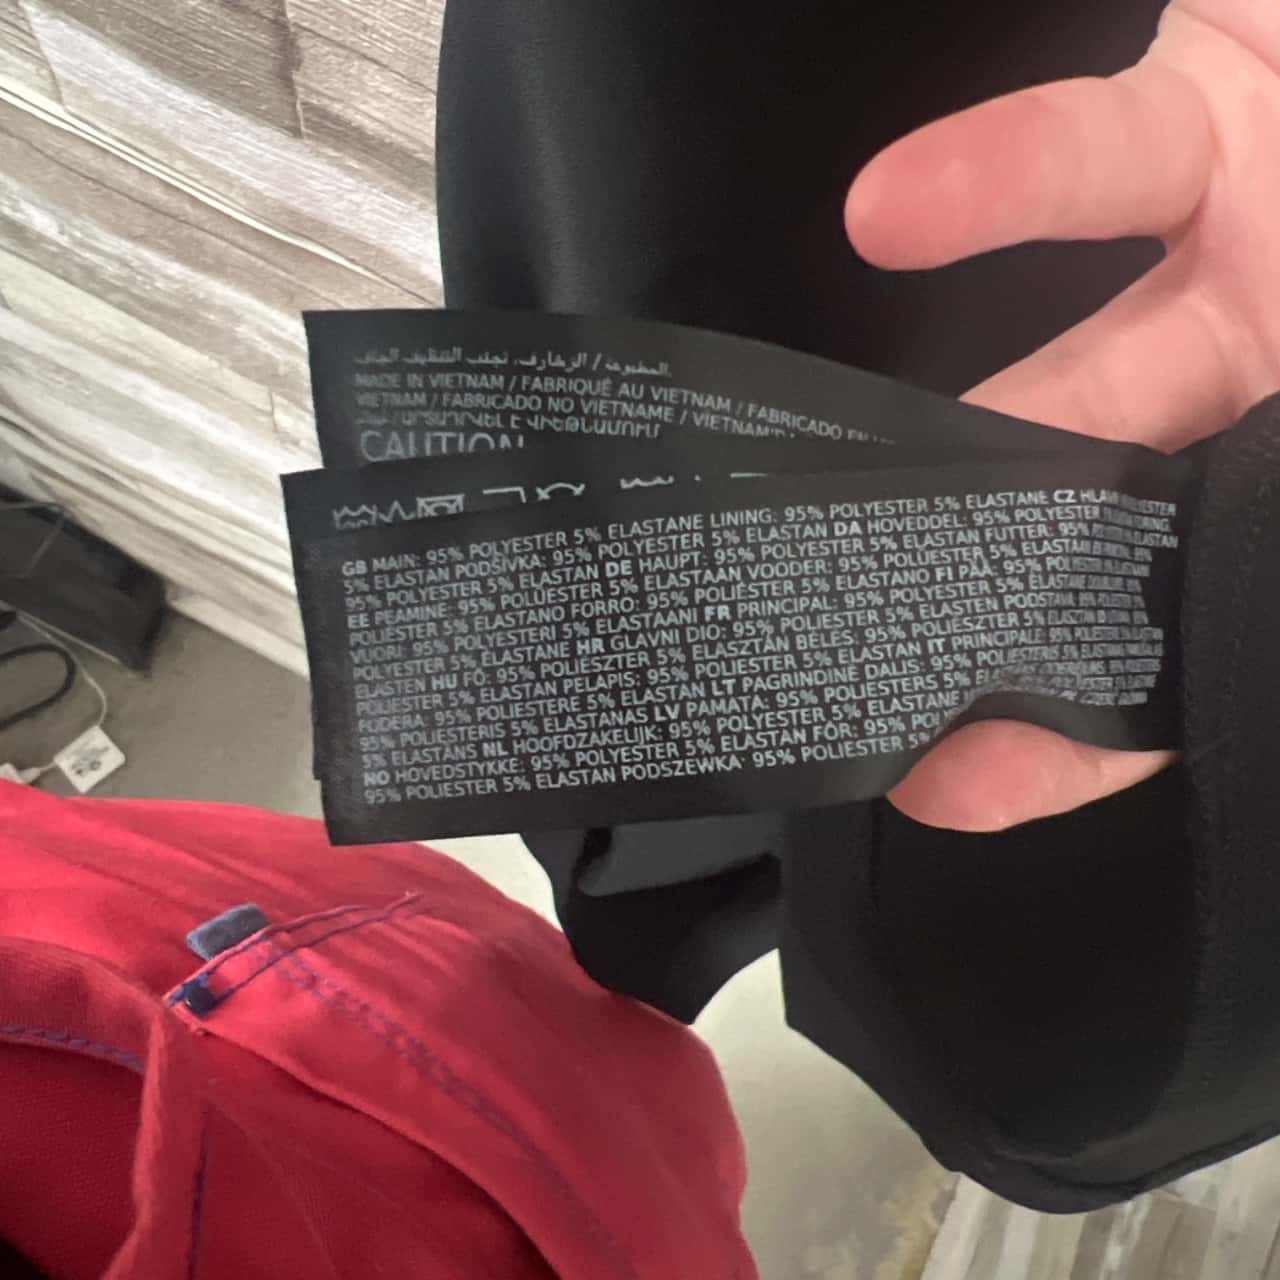 المطبوعة / الزخارف. تجنب التنظيف الجاف
MADE IN VIETNAM / FABRIQUÉ AU VIETNAM / FABRICADO EN
VIETNAM / FABRICADO NO VIETNAME / VIETNAM'DA
CAUTION
GB MAIN: 95% POLYESTER 5% ELASTANE LINING: 95% POLYESTER 5% ELASTANE CZ
5% ELASTAN PODŠÍVKA: 95% POLYESTER 5% ELASTAN DA HOVEDDEL: 95% POLYESTER
95% POLYESTER 5% ELASTAN DE HAUPT: 95% POLYESTER 5% ELASTAN FUTTER: 95%
EE PEAMINE: 95% POLÜESTER 5% ELASTAAN VOODER: 95% POLÜESTER 5% ELASTAAN
POLIÉSTER 5% ELASTANO FORRO: 95% POLIÉSTER 5% ELASTANO FI PÄÄ: 95%
VUORI: 95% POLYESTERI 5% ELASTAANI FR PRINCIPAL: 95% POLYESTER 5%
POLYESTER 5% ELASTANE HR GLAVNI DIO: 95% POLIESTER 5% ELASTEN PODSTAVA:
ELASTEN HU FŐ: 95% POLIÉSZTER 5% ELASZTÁN BÉLÉS: 95% POLIÉSZTER 5%
POLIESTER 5% ELASTAN PELAPIS: 95% POLIESTER 5% ELASTAN IT PRINCIPALE:
FODERA: 95% POLIESTERE 5% ELASTAN LT PAGRINDINĖ DALIS: 95%
95% POLIESTERIS 5% ELASTANAS LV PAMATA: 95% POLIESTERS 5%
5% ELASTĀNS NL HOOFDZAKELIJK: 95% POLYESTER 5% ELASTANE
NO HOVEDSTYKKE: 95% POLYESTER 5% ELASTAN FÔR: 95%
95% POLIESTER 5% ELASTAN PODSZEWKA: 95% POLIESTER 5%